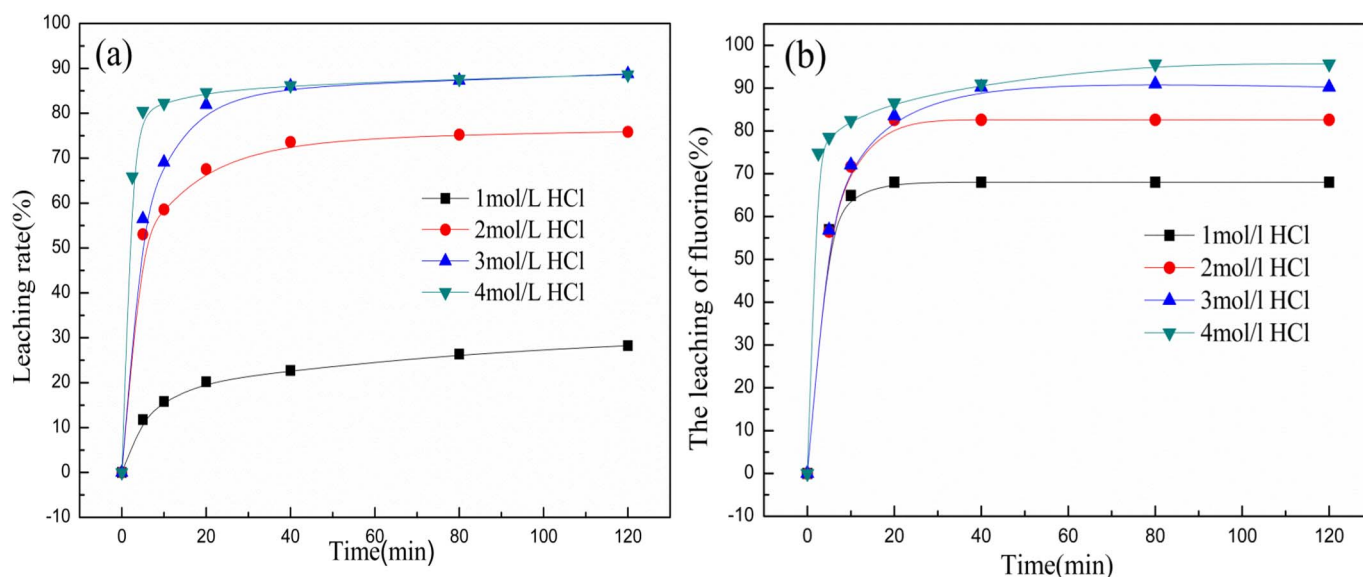 (a)
Leaching rate(%)
100
90
80
70
60
50
40
30
20
10
0
-10
1mol/L HCl
2mol/L HCl
3mol/L HCl
4mol/L HCl
0 20 40 60 80 100 120
Time(min)
(b)
The leaching of fluorine(%)
100
90
80
70
60
50
40
30
20
10
0
-10
1mol/l HCl
2mol/l HCl
3mol/l HCl
4mol/l HCl
0 20 40 60 80 100 120
Time(min)